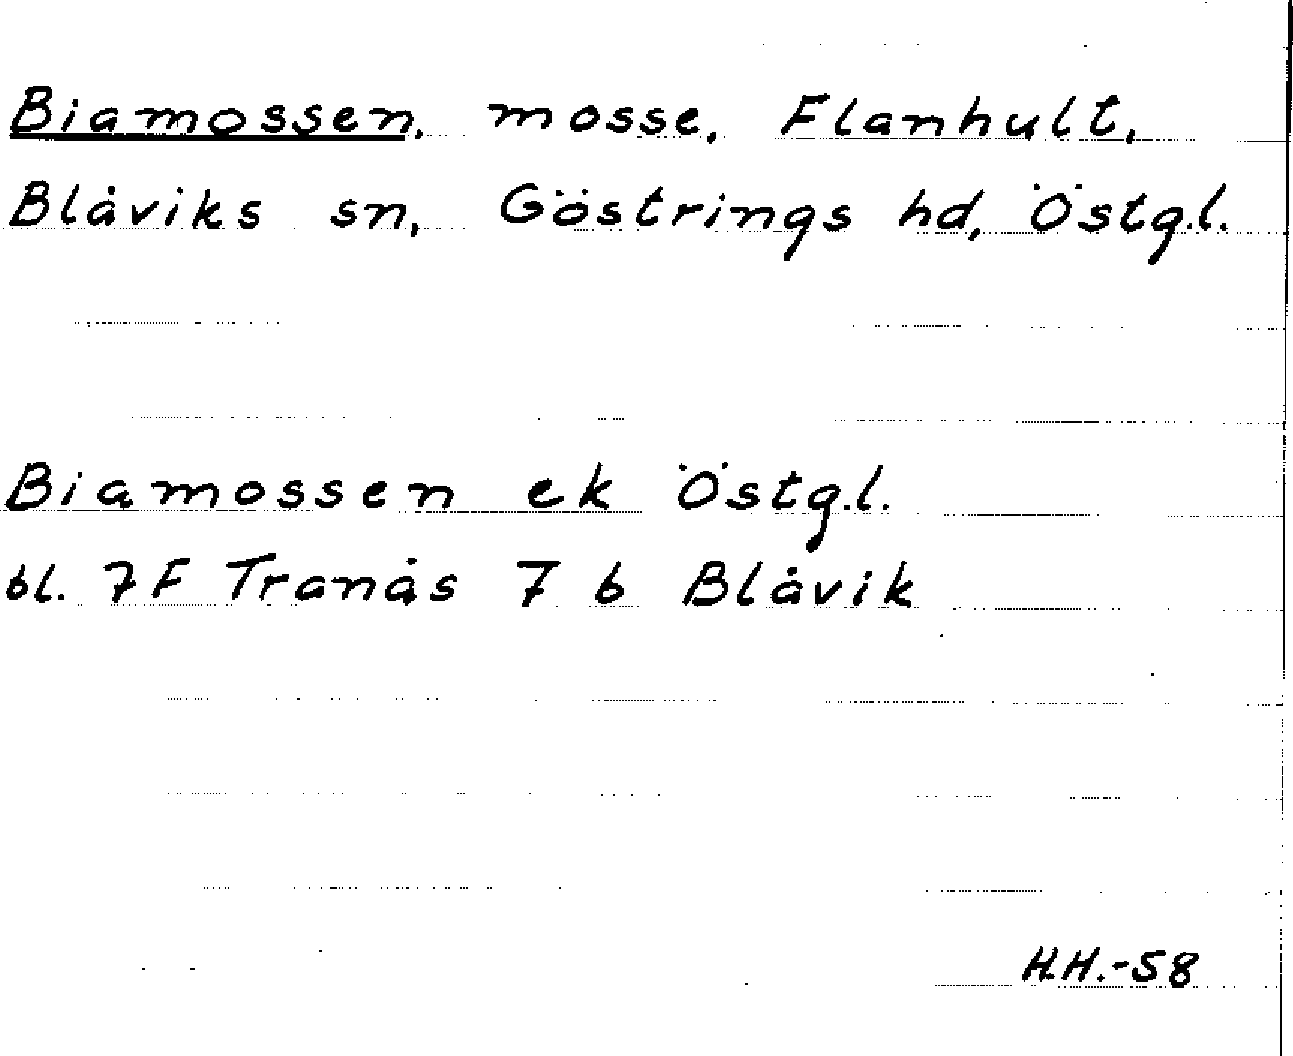 Biamossen, mosse, Flanhult,
Blåviks sn, Göstrings hd, Östg.l.
Biamossen ek Östg.l.
bl. 7F Tranås 7 b Blåvik
H.H.-58